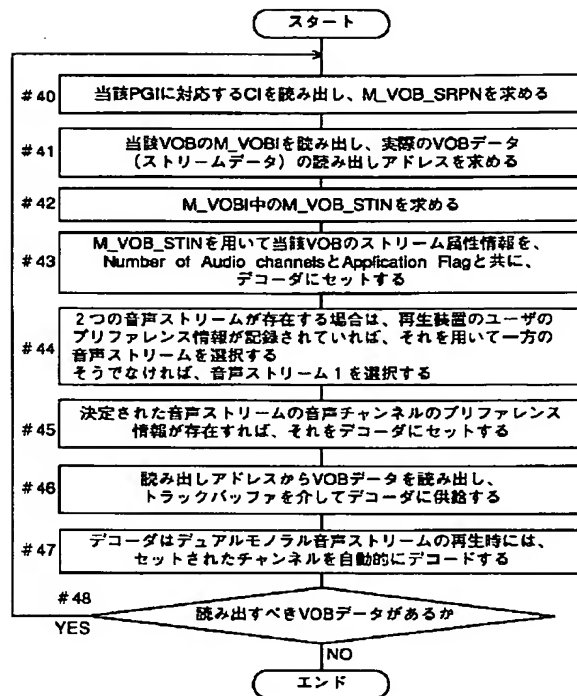 スタート
#40
当該PGIに対応するCIを読み出し、M_VOB_SRPNを求める
#41
当該VOBのM_VOBIを読み出し、実際のVOBデータ
(ストリームデータ)の読み出しアドレスを求める
#42
M_VOBI中のM_VOB_STINを求める
#43
M_VOB_STINを用いて当該VOBのストリーム属性情報を、
Number of Audio channelsとApplication Flagと共に、
デコーダにセットする
#44
2つの音声ストリームが存在する場合は、再生装置のユーザの
プリファレンス情報が記録されていれば、それを用いて一方の
音声ストリームを選択する
そうでなければ、音声ストリーム1を選択する
#45
決定された音声ストリームの音声チャンネルのプリファレンス
情報が存在すれば、それをデコーダにセットする
#46
読み出しアドレスからVOBデータを読み出し、
トラックバッファを介してデコーダに供給する
#47
デコーダはデュアルモノラル音声ストリームの再生時には、
セットされたチャンネルを自動的にデコードする
#48
読み出すべきVOBデータがあるか
YES
NO
エンド